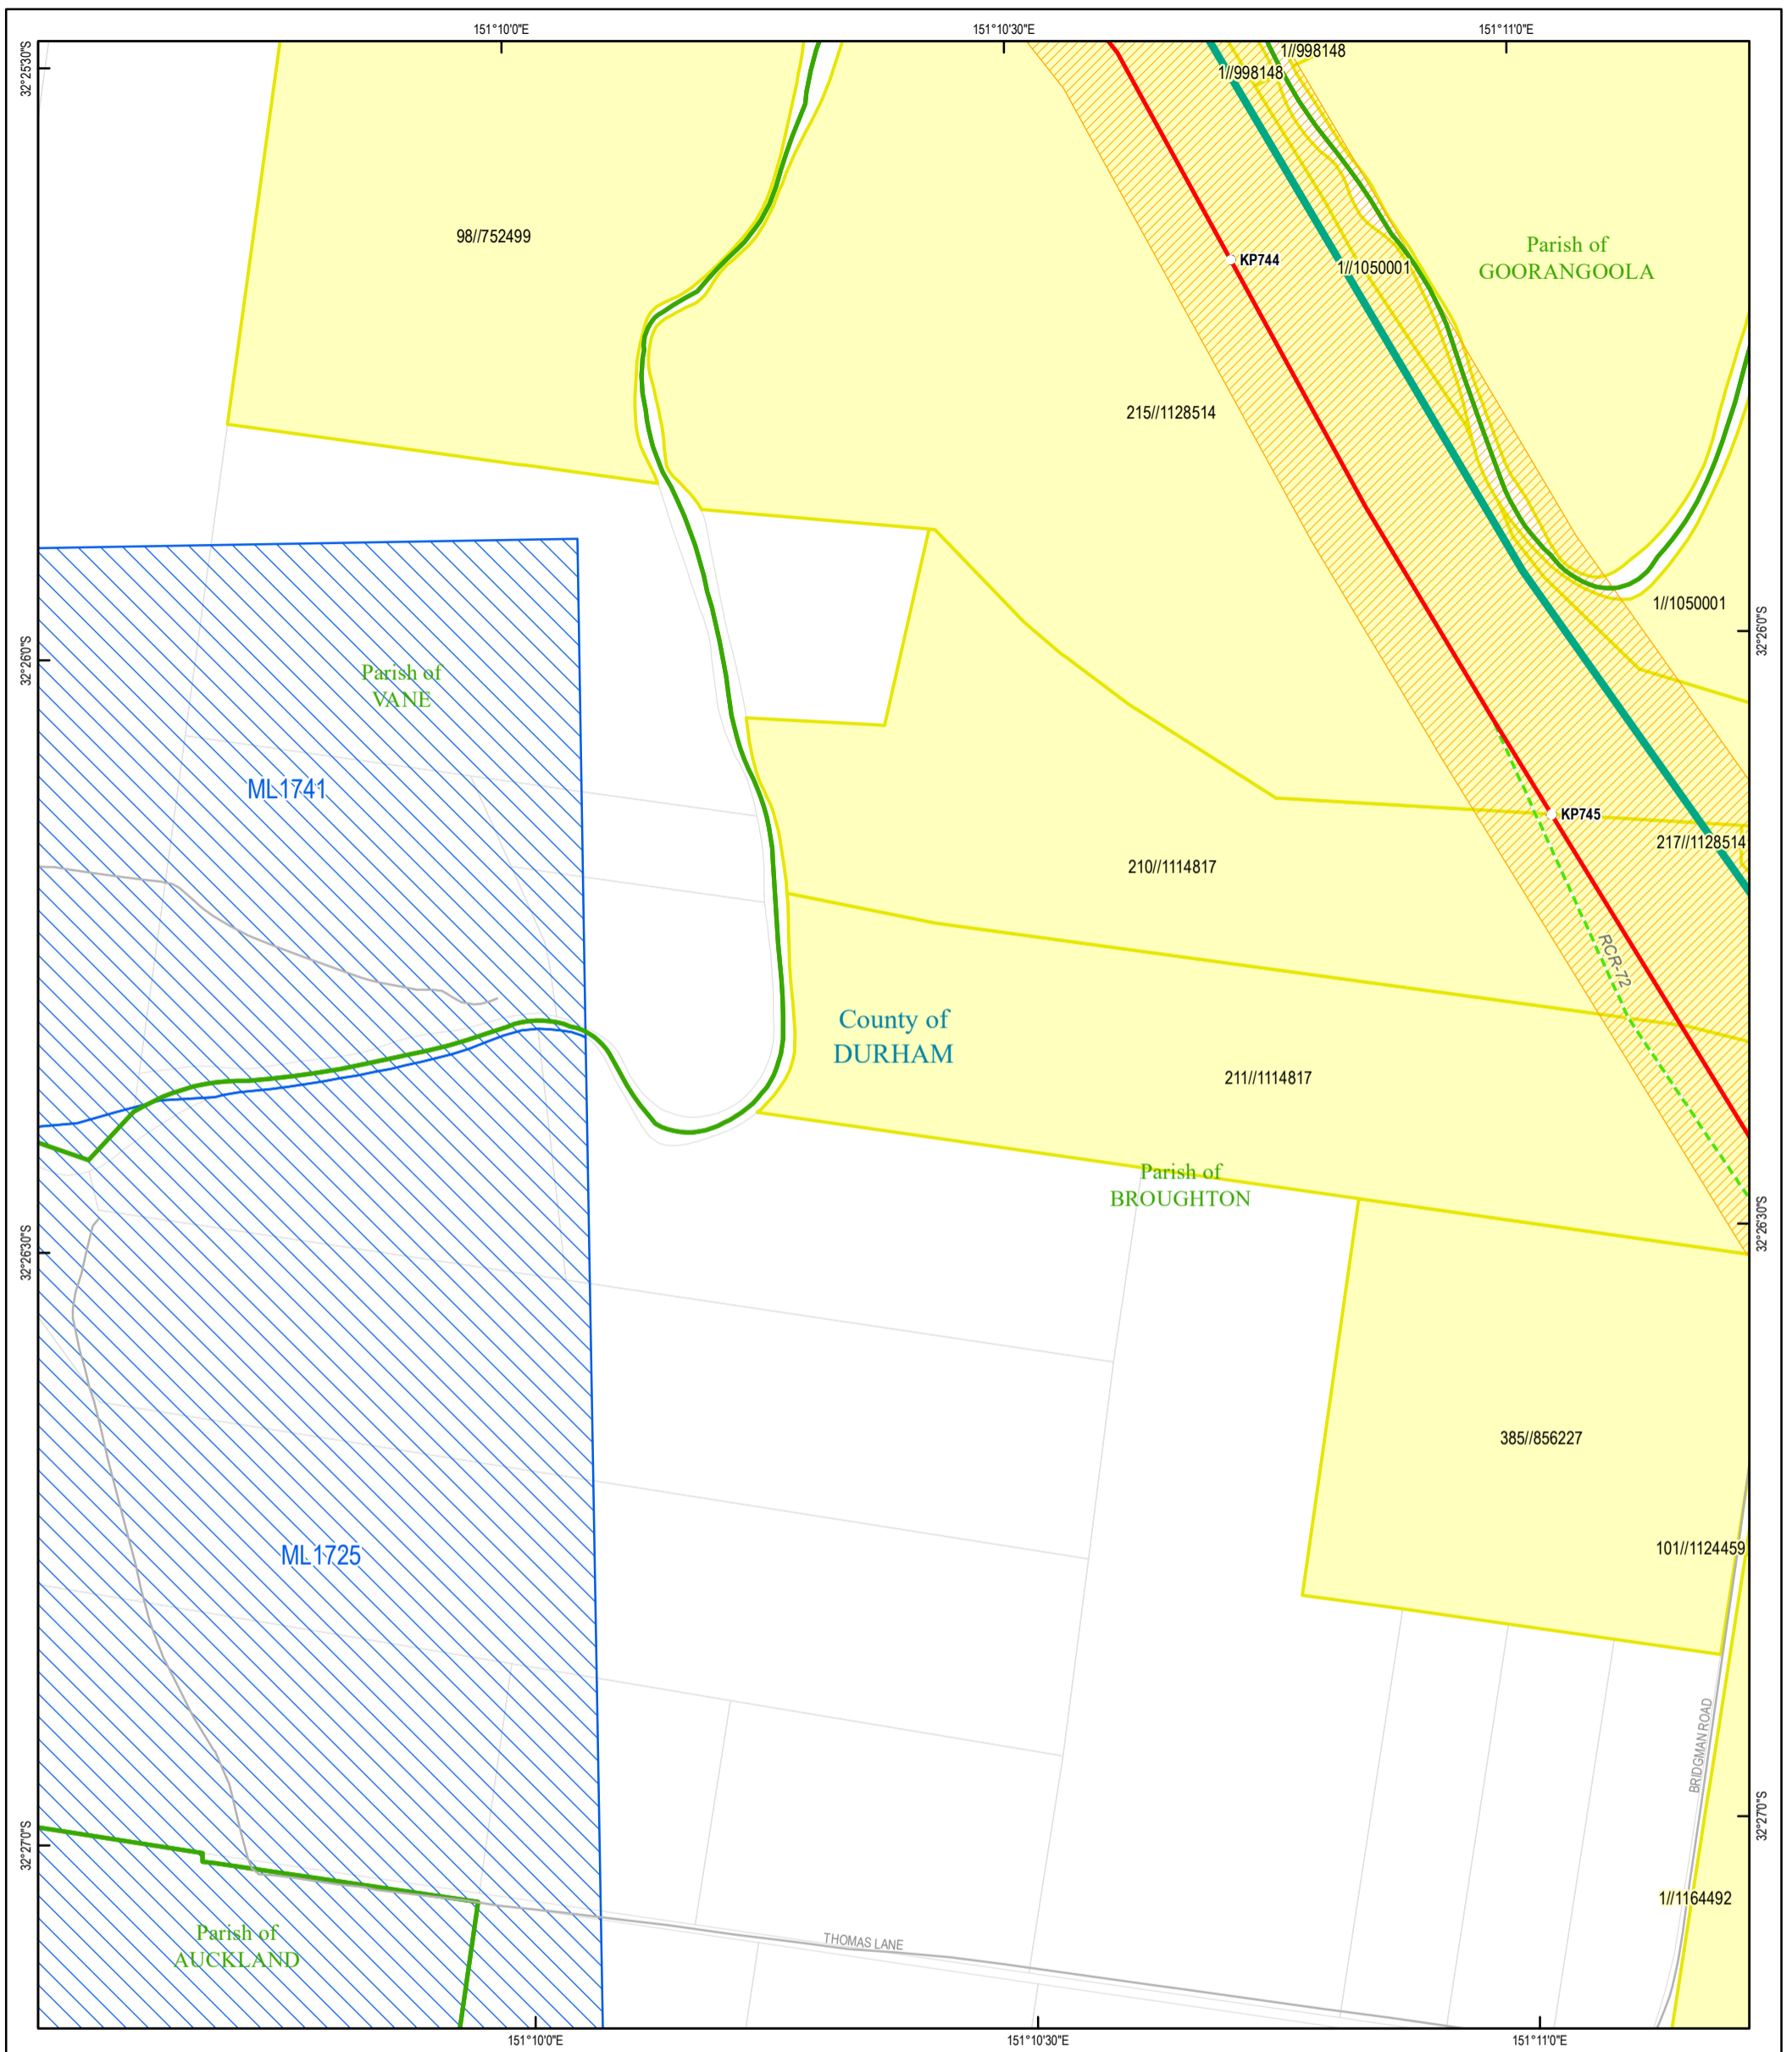 151°10'0"E
151°10'30"E
151°11'0"E
32°25'30"S
1//998148
1//998148
98//752499
Parish of
GOORANGOOLA
KP744
1//1050001
215//1128514
1//1050001
32°26'0"S
32°26'0"S
Parish of
VANE
ML1741
KP745
217//1128514
210//1114817
RCR-72
County of
DURHAM
211//1114817
Parish of
BROUGHTON
32°26'30"S
32°26'30"S
385//856227
101//1124459
ML1725
BRIDGMAN ROAD
32°27'0"S
32°27'0"S
1//1164492
Parish of
AUCKLAND
THOMAS LANE
151°10'0"E
151°10'30"E
151°11'0"E